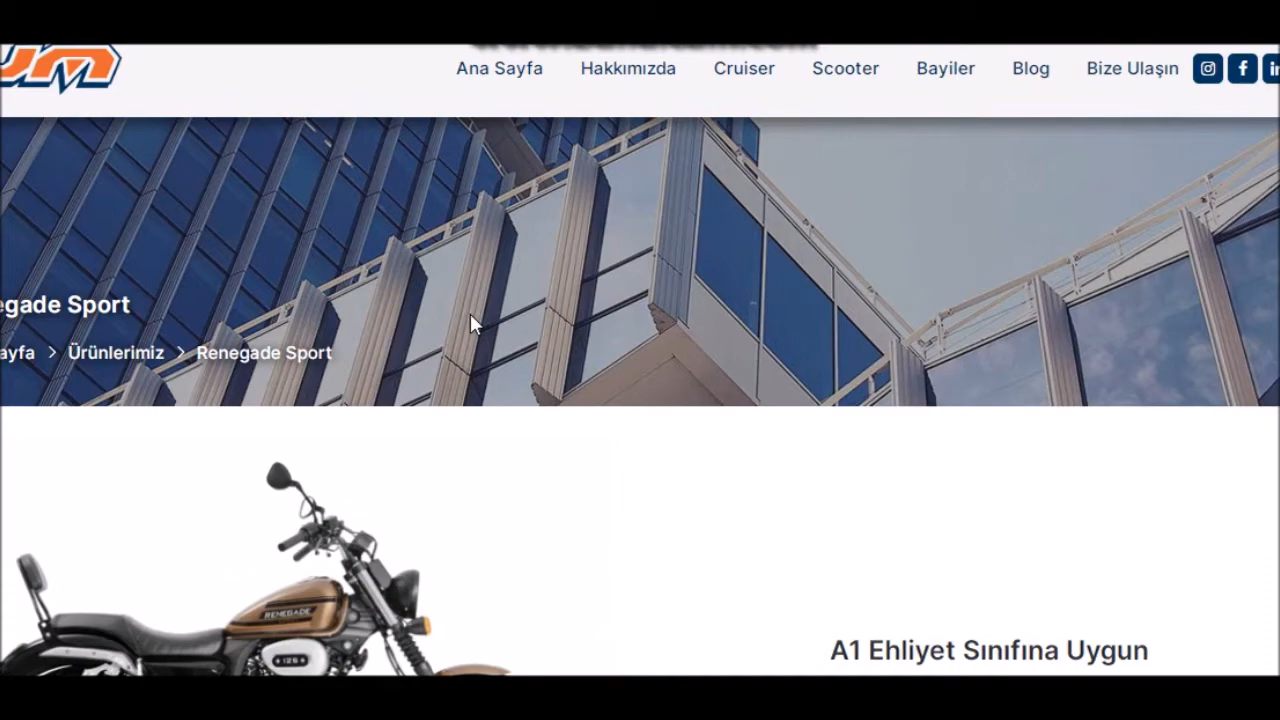 Ana Sayfa Hakkımızda Cruiser Scooter Bayiler Blog Bize Ulaşın
egade Sport
ayfa > Ürünlerimiz > Renegade Sport
RENEGADE
125
A1 Ehliyet Sınıfına Uygun